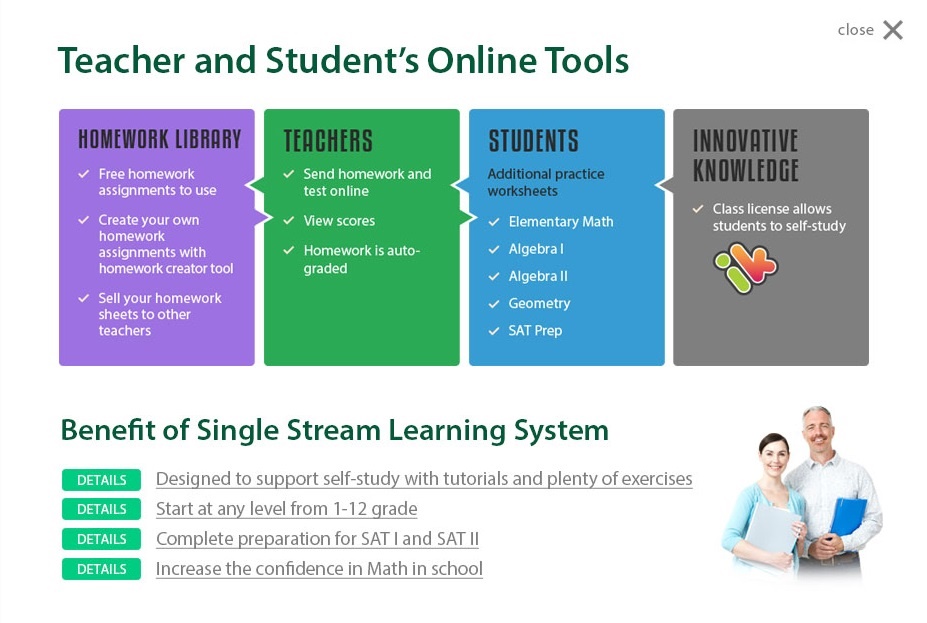 close
Teacher and Student's Online Tools
HOMEWORK LIBRARY
Free homework
assignments to use
Create your own
homework
assignments with
homework creator tool
Sell your homework
sheets to other
teachers
TEACHERS
Send homework and
test online
View scores
Homework is auto-
graded
STUDENTS
Additional practice
worksheets
Elementary Math
Algebra I
Algebra II
Geometry
SAT Prep
INNOVATIVE
KNOWLEDGE
Class license allows
students to self-study
Benefit of Single Stream Learning System
DETAILS Designed to support self-study with tutorials and plenty of exercises
DETAILS Start at any level from 1-12 grade
DETAILS Complete preparation for SAT I and SAT II
DETAILS Increase the confidence in Math in school